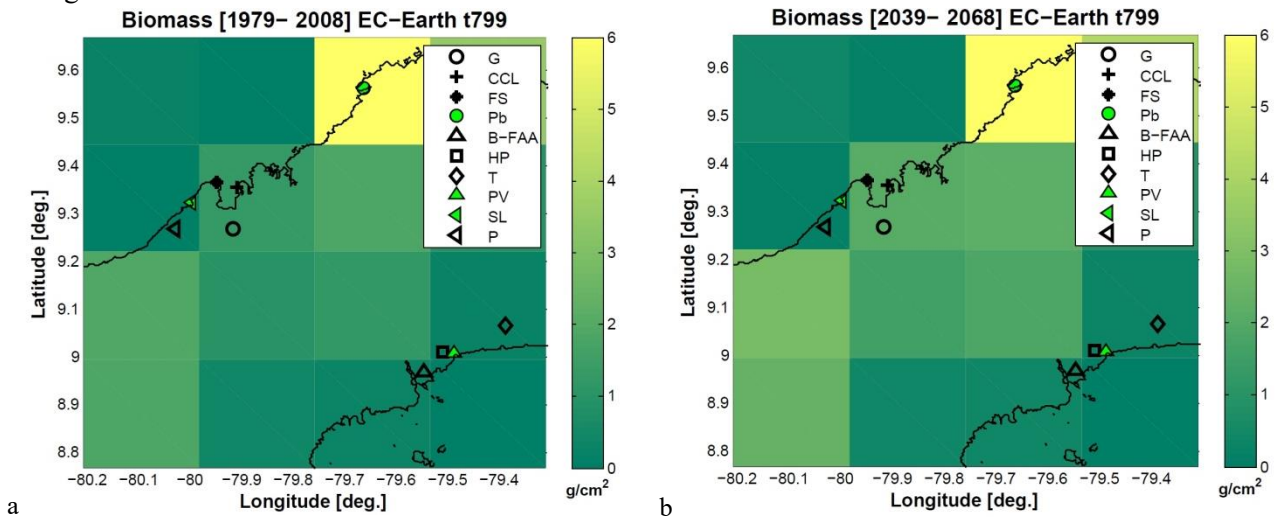 Biomass [1979− 2008] EC−Earth t799
9.6
9.5
9.4
9.3
9.2
9.1
9
8.9
8.8
Latitude [deg.]
−80.2 −80.1 −80 −79.9 −79.8 −79.7 −79.6 −79.5 −79.4
Longitude [deg.]
G
CCL
FS
Pb
B−FAA
HP
T
PV
SL
P
6
5
4
3
2
1
0
g/cm²
a
Biomass [2039− 2068] EC−Earth t799
9.6
9.5
9.4
9.3
9.2
9.1
9
8.9
8.8
Latitude [deg.]
−80.2 −80.1 −80 −79.9 −79.8 −79.7 −79.6 −79.5 −79.4
Longitude [deg.]
G
CCL
FS
Pb
B−FAA
HP
T
PV
SL
P
6
5
4
3
2
1
0
g/cm²
b